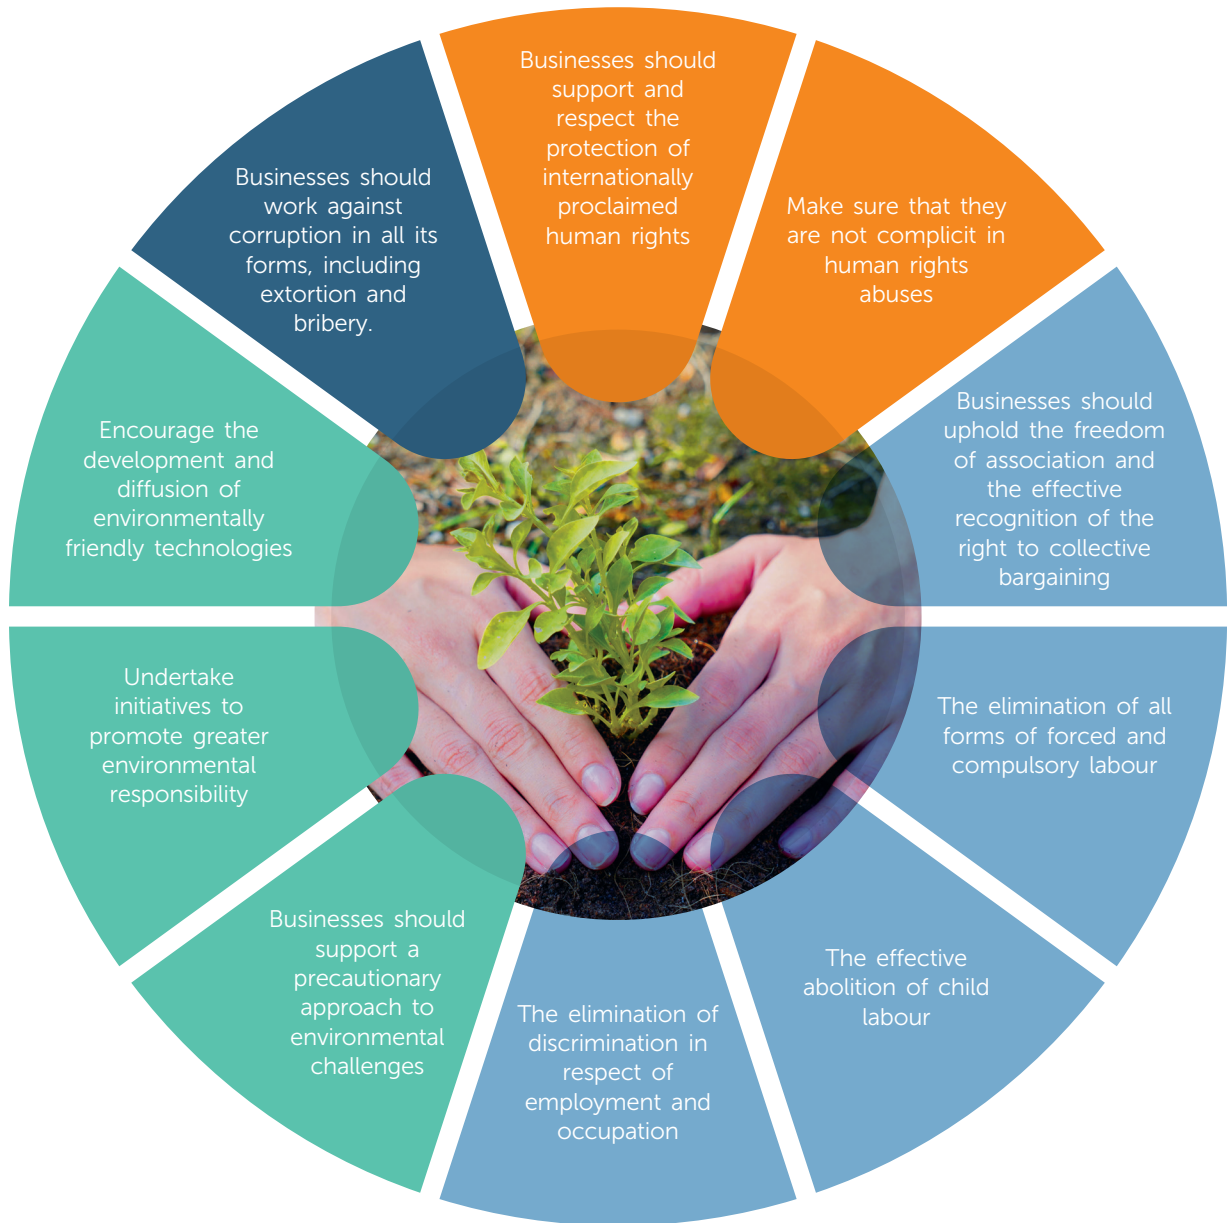 Businesses should
support and
respect the
protection of
internationally
proclaimed
human rights
Make sure that they
are not complicit in
human rights
abuses
Businesses should
uphold the freedom
of association and
the effective
recognition of the
right to collective
bargaining
The elimination of all
forms of forced and
compulsory labour
The effective
abolition of child
labour
The elimination of
discrimination in
respect of
employment and
occupation
Businesses should
support a
precautionary
approach to
environmental
challenges
Undertake
initiatives to
promote greater
environmental
responsibility
Encourage the
development and
diffusion of
environmentally
friendly technologies
Businesses should
work against
corruption in all its
forms, including
extortion and
bribery.